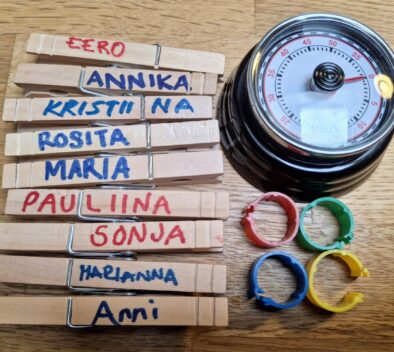 EERO
ANNIKA
KRISTIINA
ROSITA
MARIA
PAULIINA
SONJA
MARIANNA
Anni